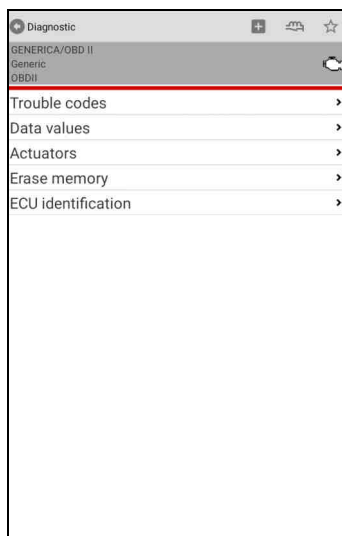 Diagnostic
GENERICA/OBD II
Generic
OBDII
Trouble codes
Data values
Actuators
Erase memory
ECU identification